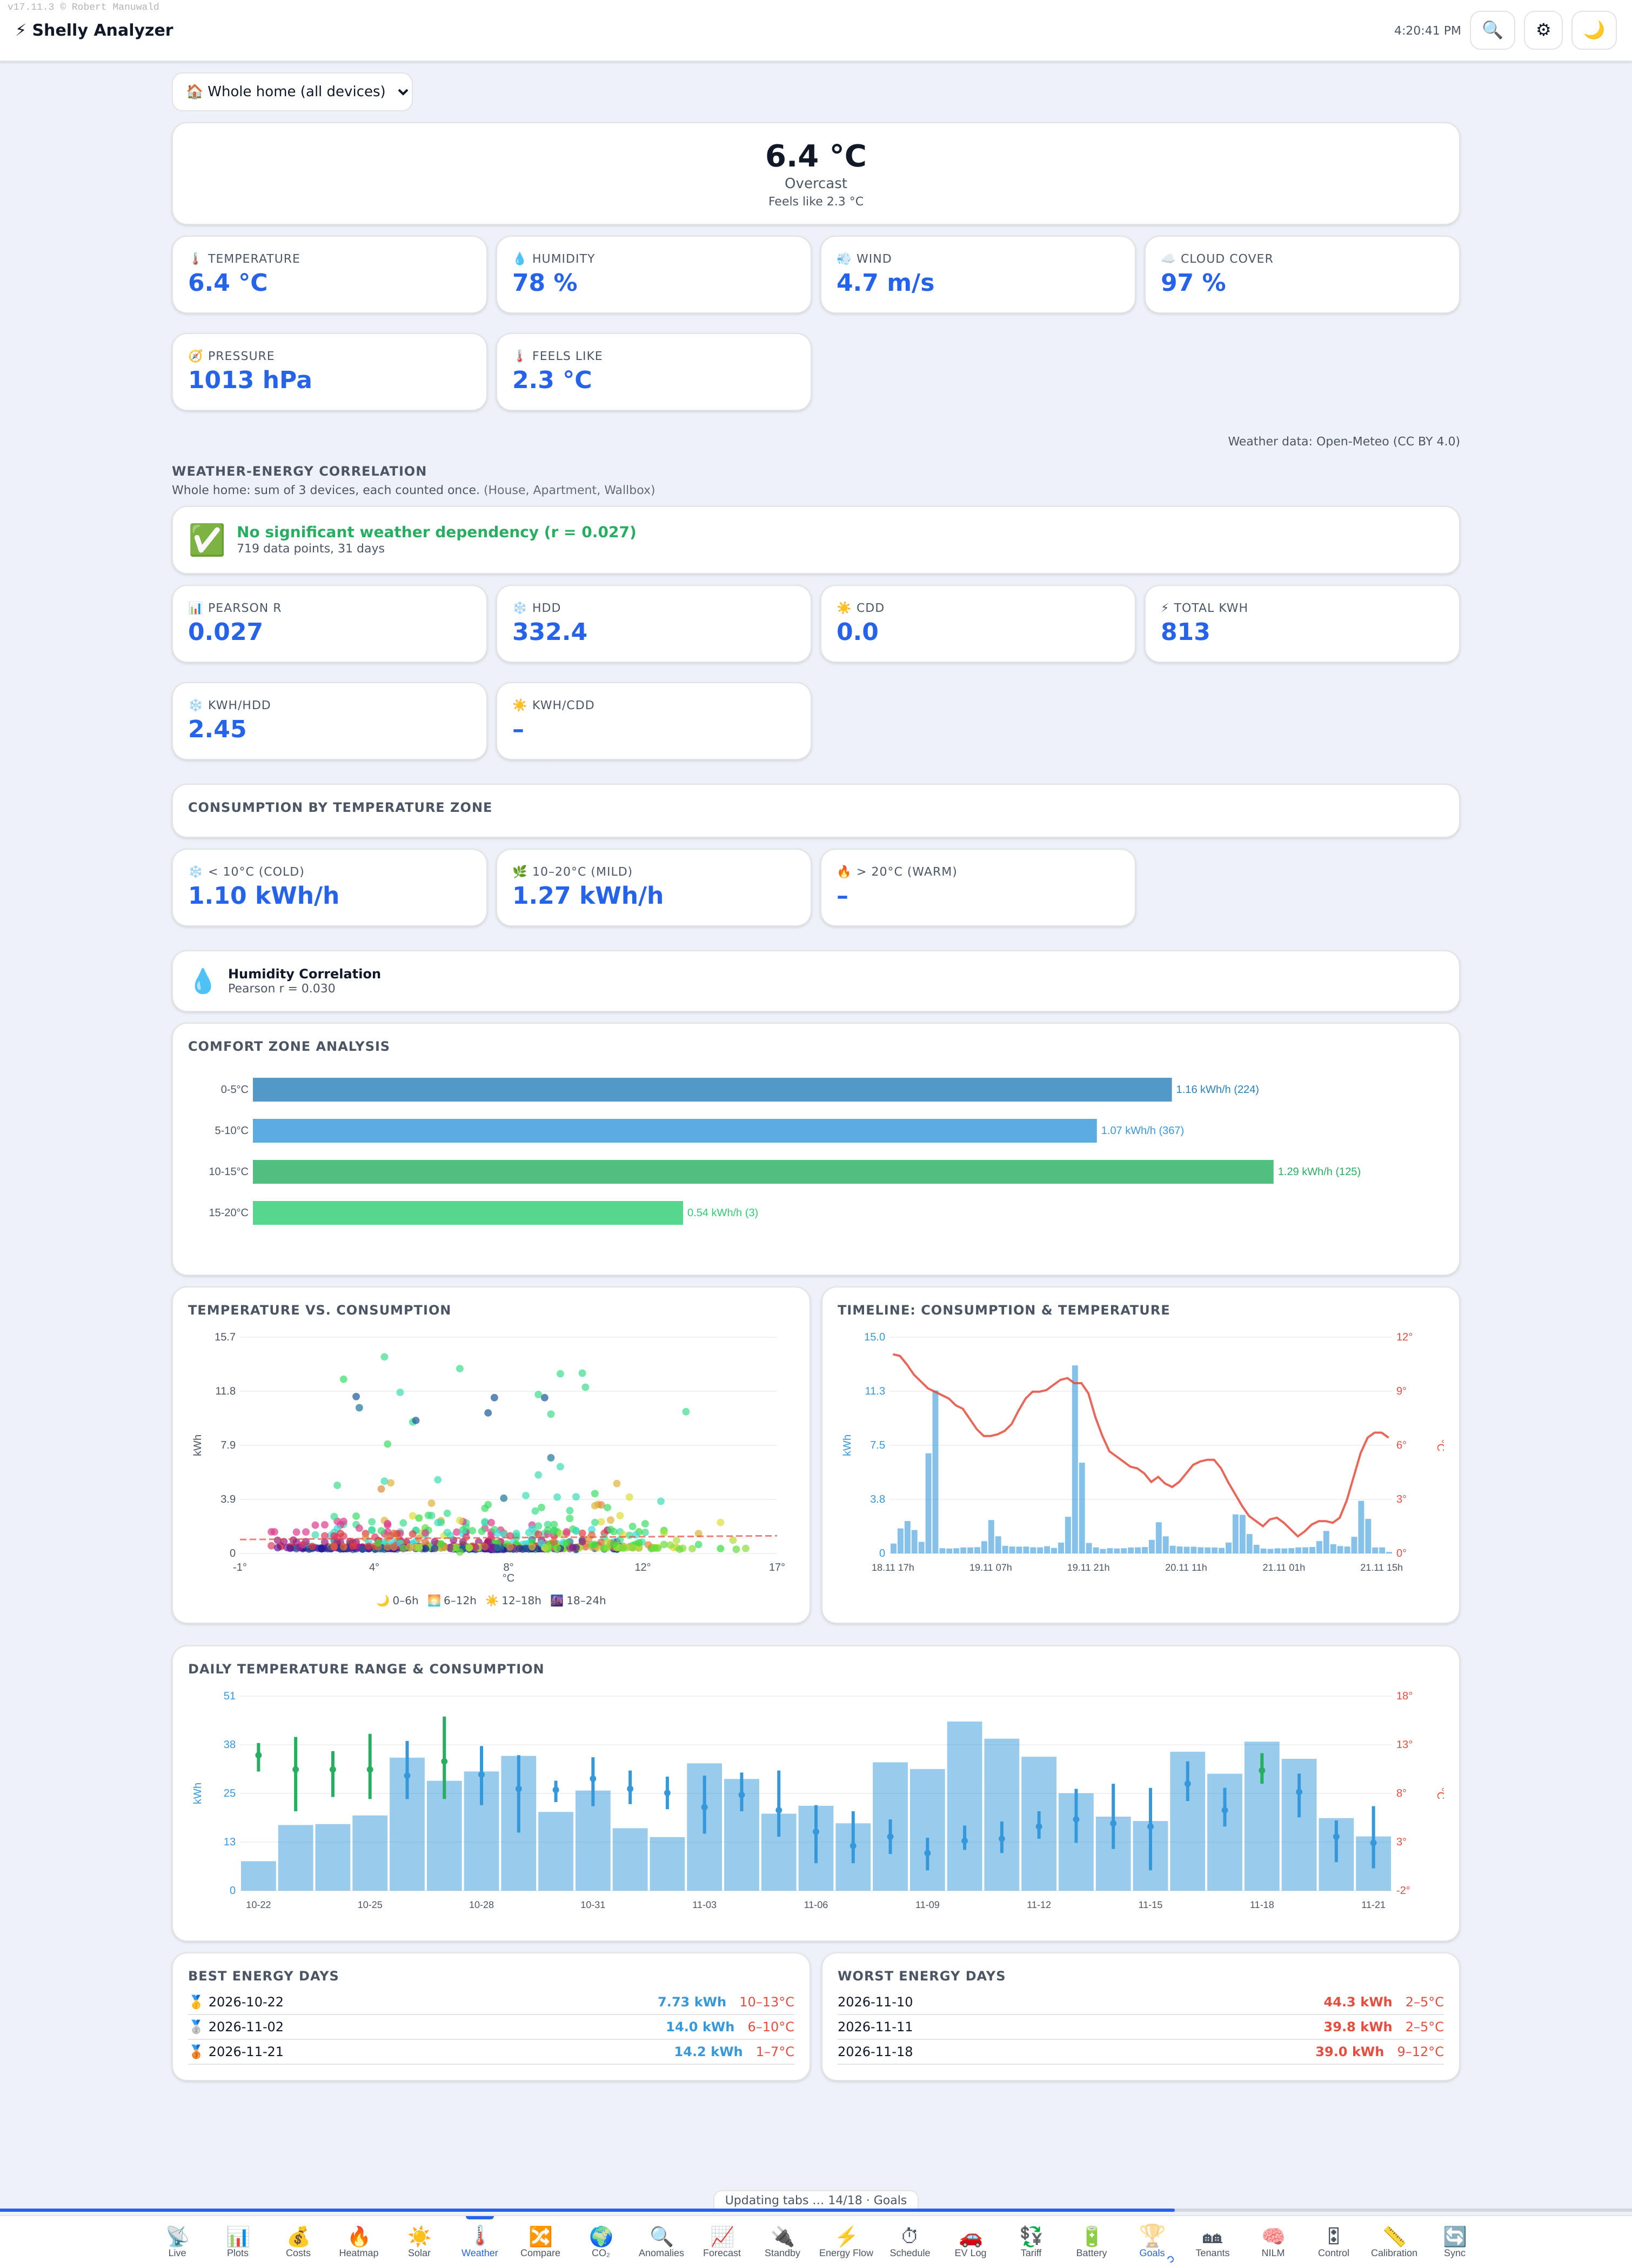 v17.11.3 © Robert Manuwald
⚡ Shelly Analyzer
4:20:41 PM
Whole home (all devices)
6.4 °C
Overcast
Feels like 2.3 °C
TEMPERATURE
6.4 °C
HUMIDITY
78 %
WIND
4.7 m/s
CLOUD COVER
97 %
PRESSURE
1013 hPa
FEELS LIKE
2.3 °C
Weather data: Open-Meteo (CC BY 4.0)
WEATHER-ENERGY CORRELATION
Whole home: sum of 3 devices, each counted once. (House, Apartment, Wallbox)
No significant weather dependency (r = 0.027)
719 data points, 31 days
PEARSON R
0.027
HDD
332.4
CDD
0.0
TOTAL KWH
813
KWH/HDD
2.45
KWH/CDD
–
CONSUMPTION BY TEMPERATURE ZONE
< 10°C (COLD)
1.10 kWh/h
10–20°C (MILD)
1.27 kWh/h
> 20°C (WARM)
–
Humidity Correlation
Pearson r = 0.030
COMFORT ZONE ANALYSIS
0-5°C 1.16 kWh/h (224)
5-10°C 1.07 kWh/h (367)
10-15°C 1.29 kWh/h (125)
15-20°C 0.54 kWh/h (3)
TEMPERATURE VS. CONSUMPTION
15.7
11.8
7.9
3.9
0
kWh
-1° 4° 8° 12° 17°
°C
0–6h 6–12h 12–18h 18–24h
TIMELINE: CONSUMPTION & TEMPERATURE
15.0 12°
11.3 9°
7.5 6°
3.8 3°
0 0°
kWh
°C
18.11 17h 19.11 07h 19.11 21h 20.11 11h 21.11 01h 21.11 15h
DAILY TEMPERATURE RANGE & CONSUMPTION
51 18°
38 13°
25 8°
13 3°
0 -2°
kWh
°C
10-22 10-25 10-28 10-31 11-03 11-06 11-09 11-12 11-15 11-18 11-21
BEST ENERGY DAYS
2026-10-22 7.73 kWh 10–13°C
2026-11-02 14.0 kWh 6–10°C
2026-11-21 14.2 kWh 1–7°C
WORST ENERGY DAYS
2026-11-10 44.3 kWh 2–5°C
2026-11-11 39.8 kWh 2–5°C
2026-11-18 39.0 kWh 9–12°C
Updating tabs … 14/18 · Goals
Live Plots Costs Heatmap Solar Weather Compare CO₂ Anomalies Forecast Standby Energy Flow Schedule EV Log Tariff Battery Goals Tenants NILM Control Calibration Sync